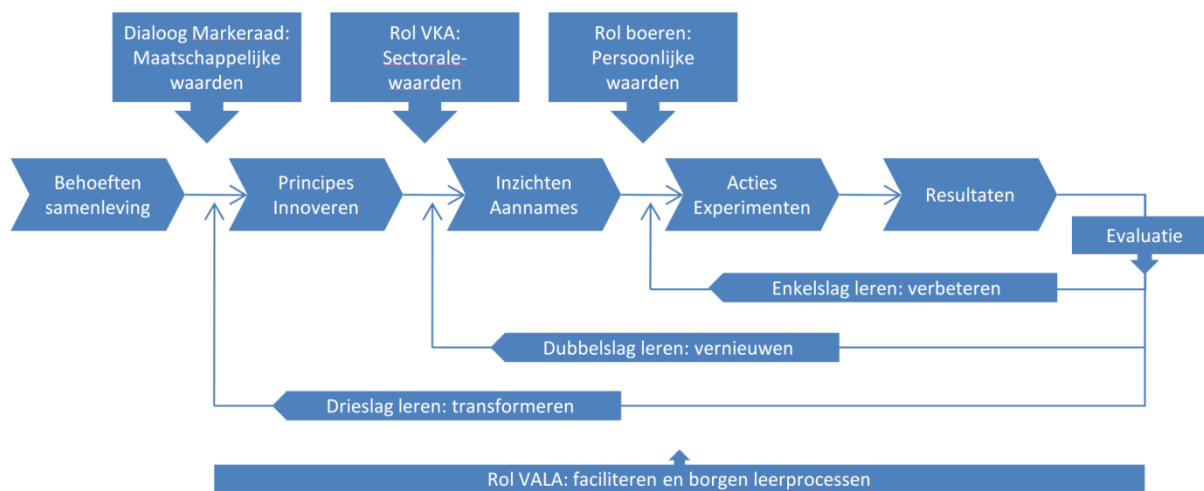 Dialoog Markeraad:
Maatschappelijke
waarden
Rol VKA:
Sectorale-
waarden
Rol boeren:
Persoonlijke
waarden
Behoeften
samenleving
Principes
Innoveren
Inzichten
Aannames
Acties
Experimenten
Resultaten
Evaluatie
Enkelslag leren: verbeteren
Dubbelslag leren: vernieuwen
Drieslag leren: transformeren
Rol VALA: faciliteren en borgen leerprocessen